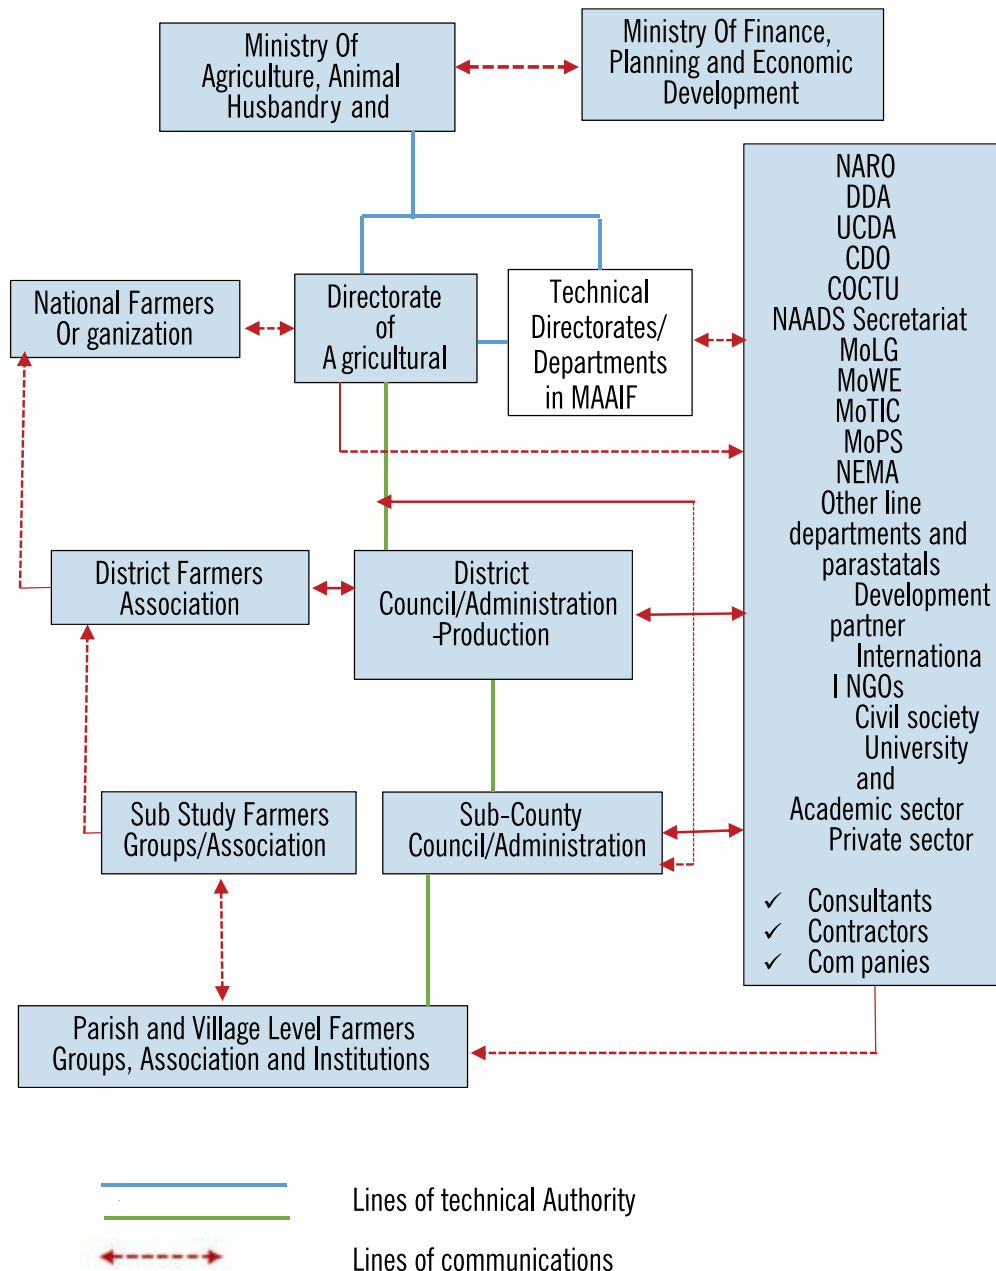 Ministry Of
Agriculture, Animal
Husbandry and
Ministry Of Finance,
Planning and Economic
Development
NARO
DDA
UCDA
CDO
COCTU
NAADS Secretariat
MoLG
MoWE
MoTIC
MoPS
NEMA
Other line
departments and
parastatals
Development
partner
Internationa
l NGOs
Civil society
University
and
Academic sector
Private sector
✓ Consultants
✓ Contractors
✓ Com panies
National Farmers
Or ganization
Directorate
of
A gricultural
Technical
Directorates/
Departments
in MAAIF
District Farmers
Association
District
Council/Administration
-Production
Sub Study Farmers
Groups/Association
Sub-County
Council/Administration
Parish and Village Level Farmers
Groups, Association and Institutions
Lines of technical Authority
Lines of communications